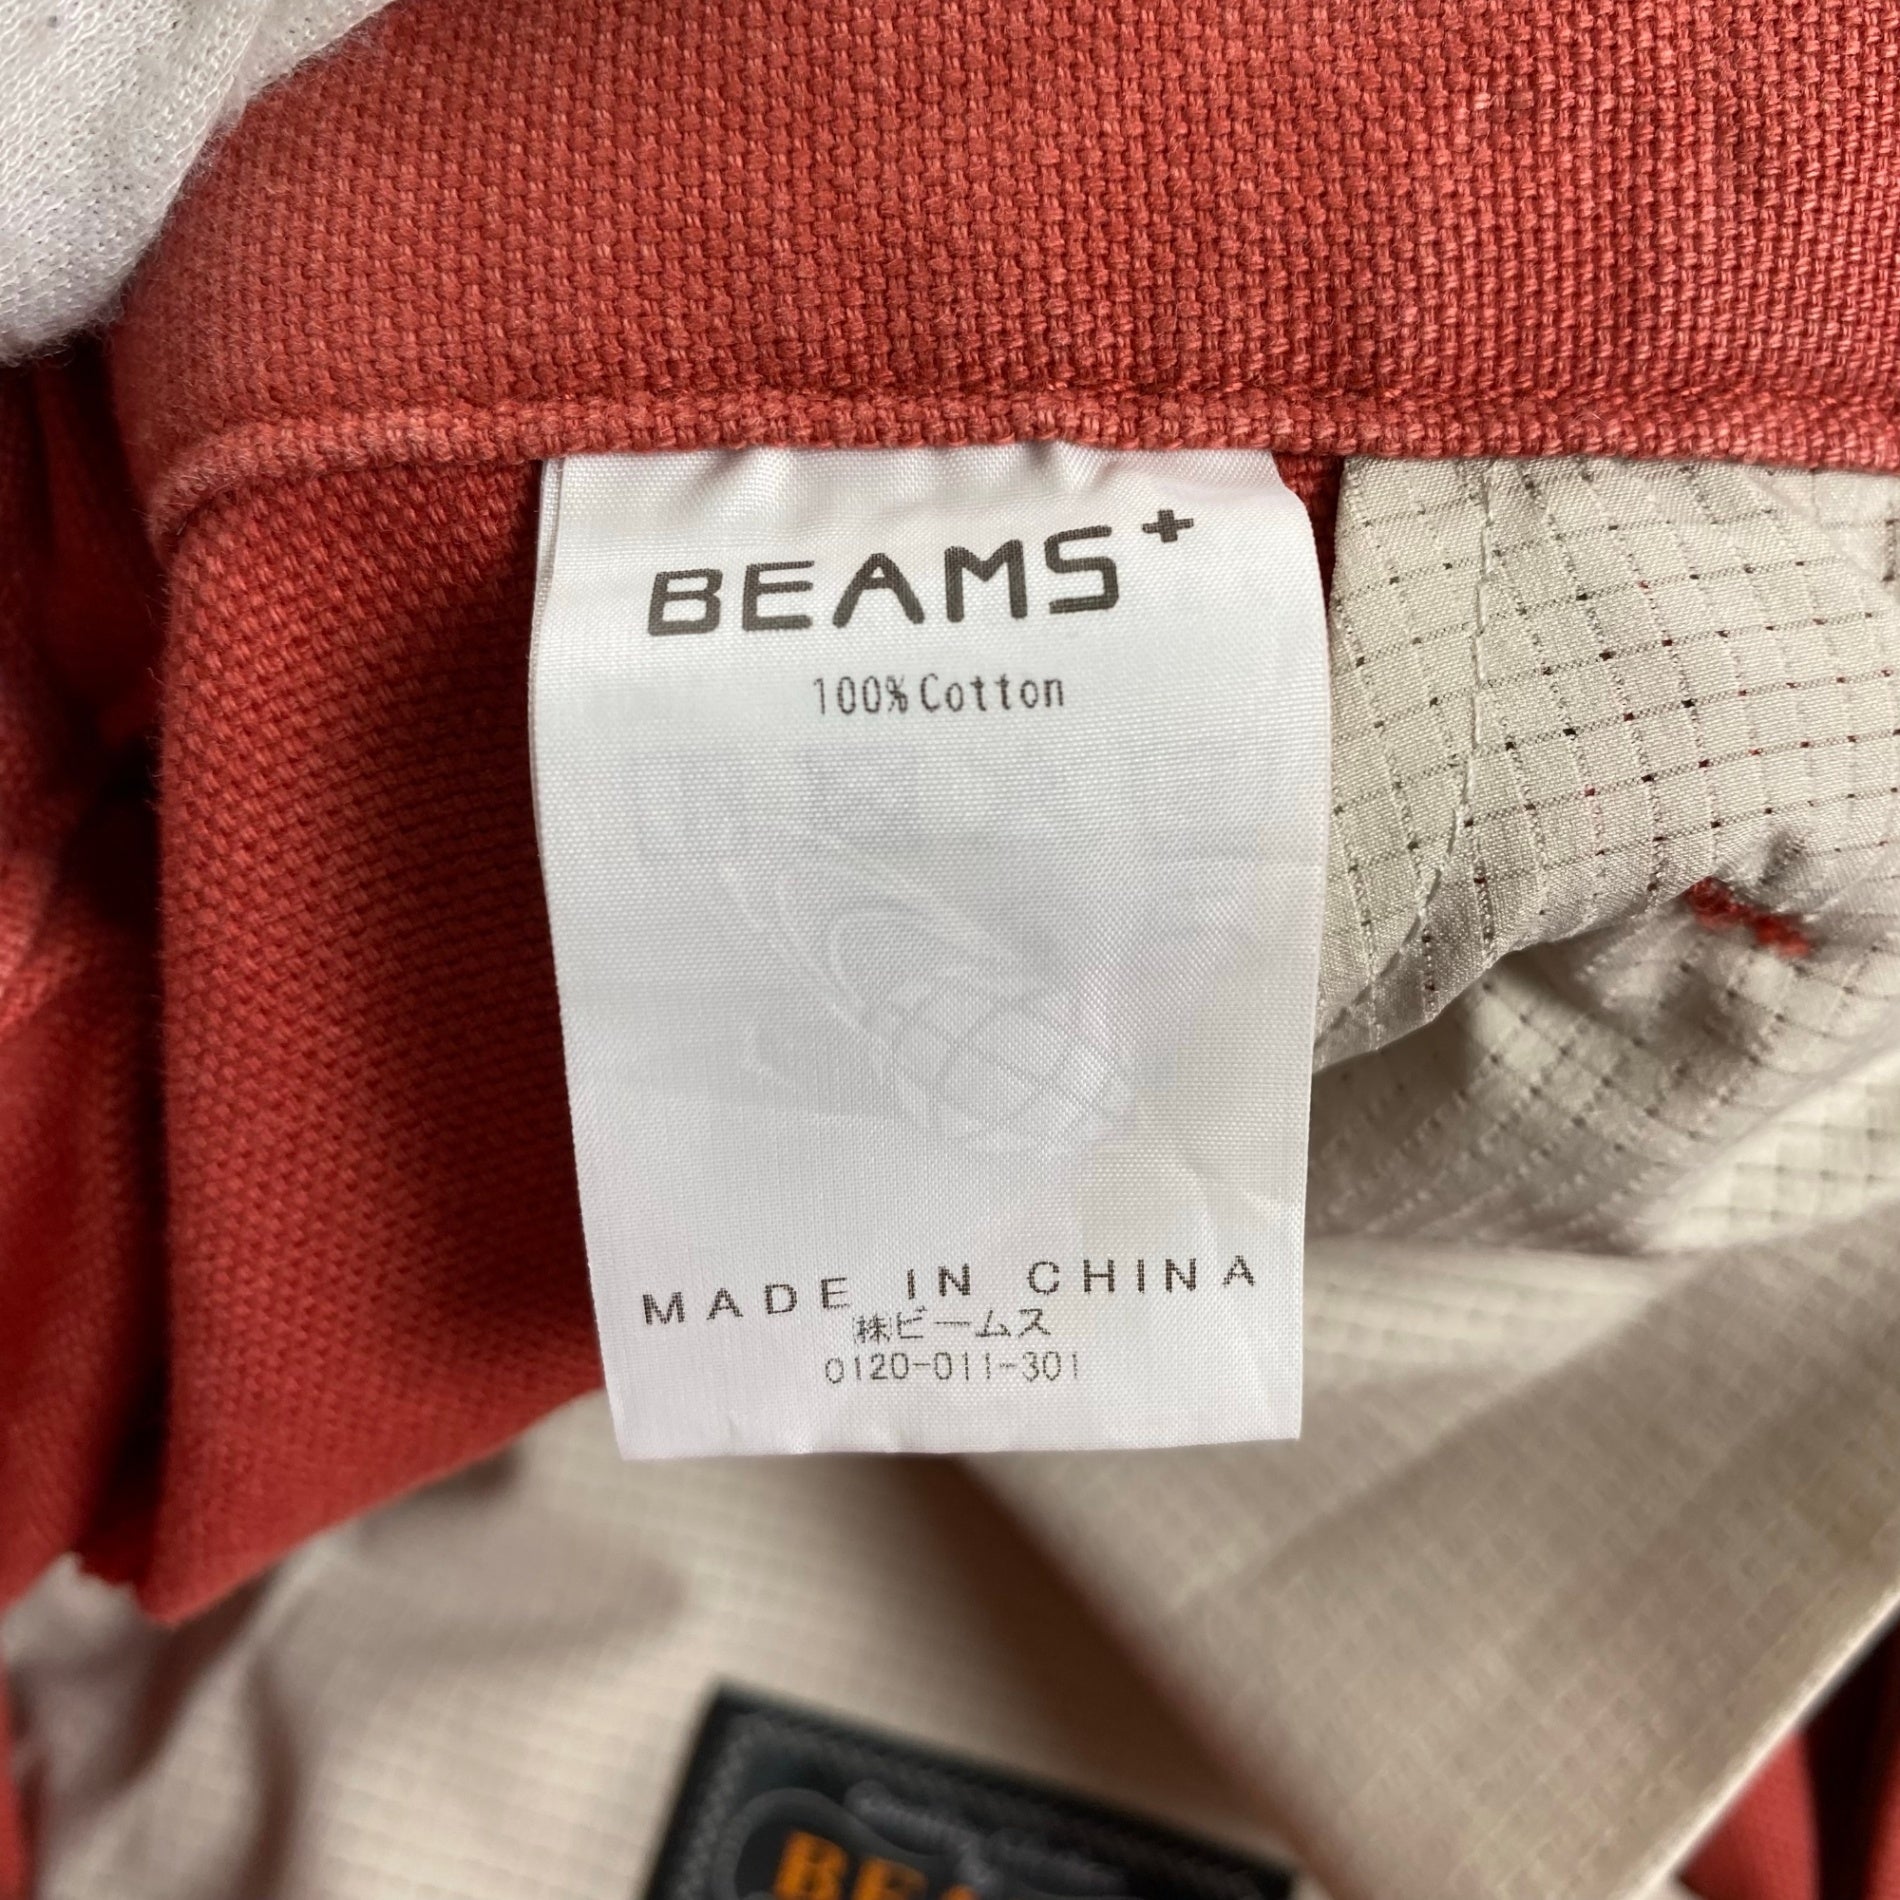 BEAMS+
100% Cotton
MADE IN CHINA
㈱ビームス
0120-011-301